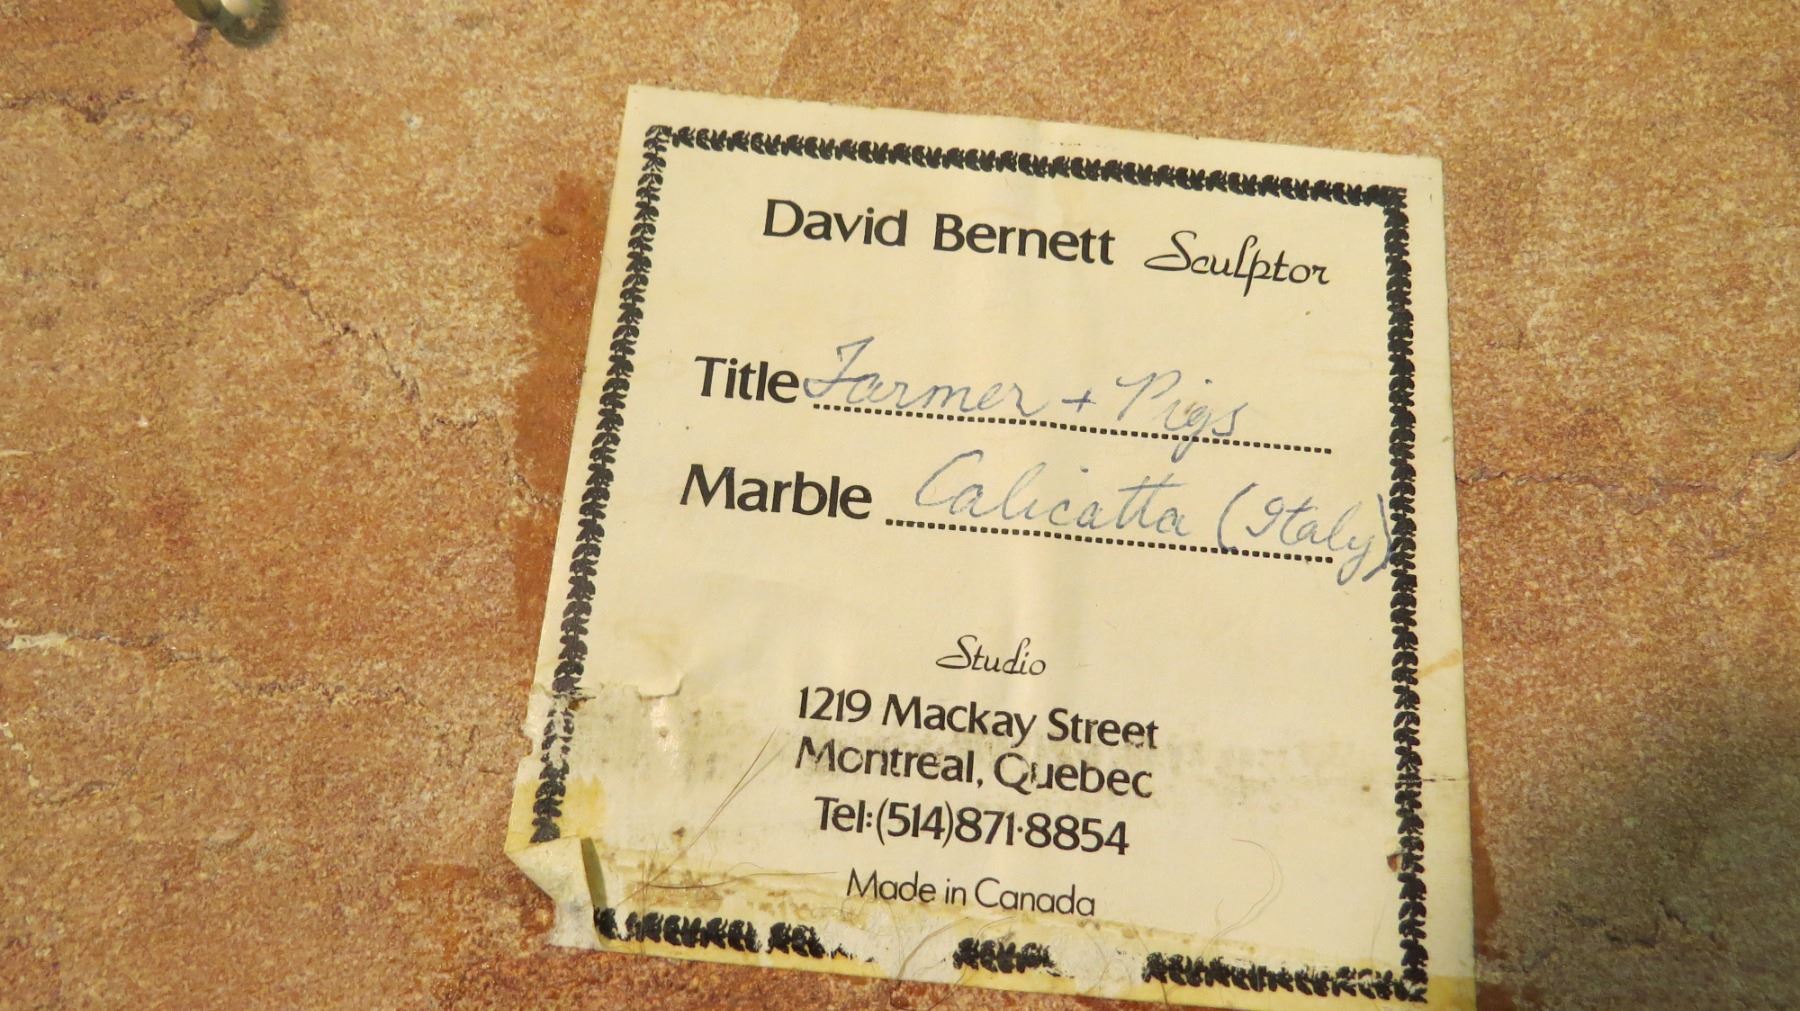 David Bernett Sculptor
Title Farmer + Pigs
Marble Calicatta (Italy)
Studio
1219 Mackay Street
Montreal, Quebec
Tel:(514)871·8854
Made in Canada